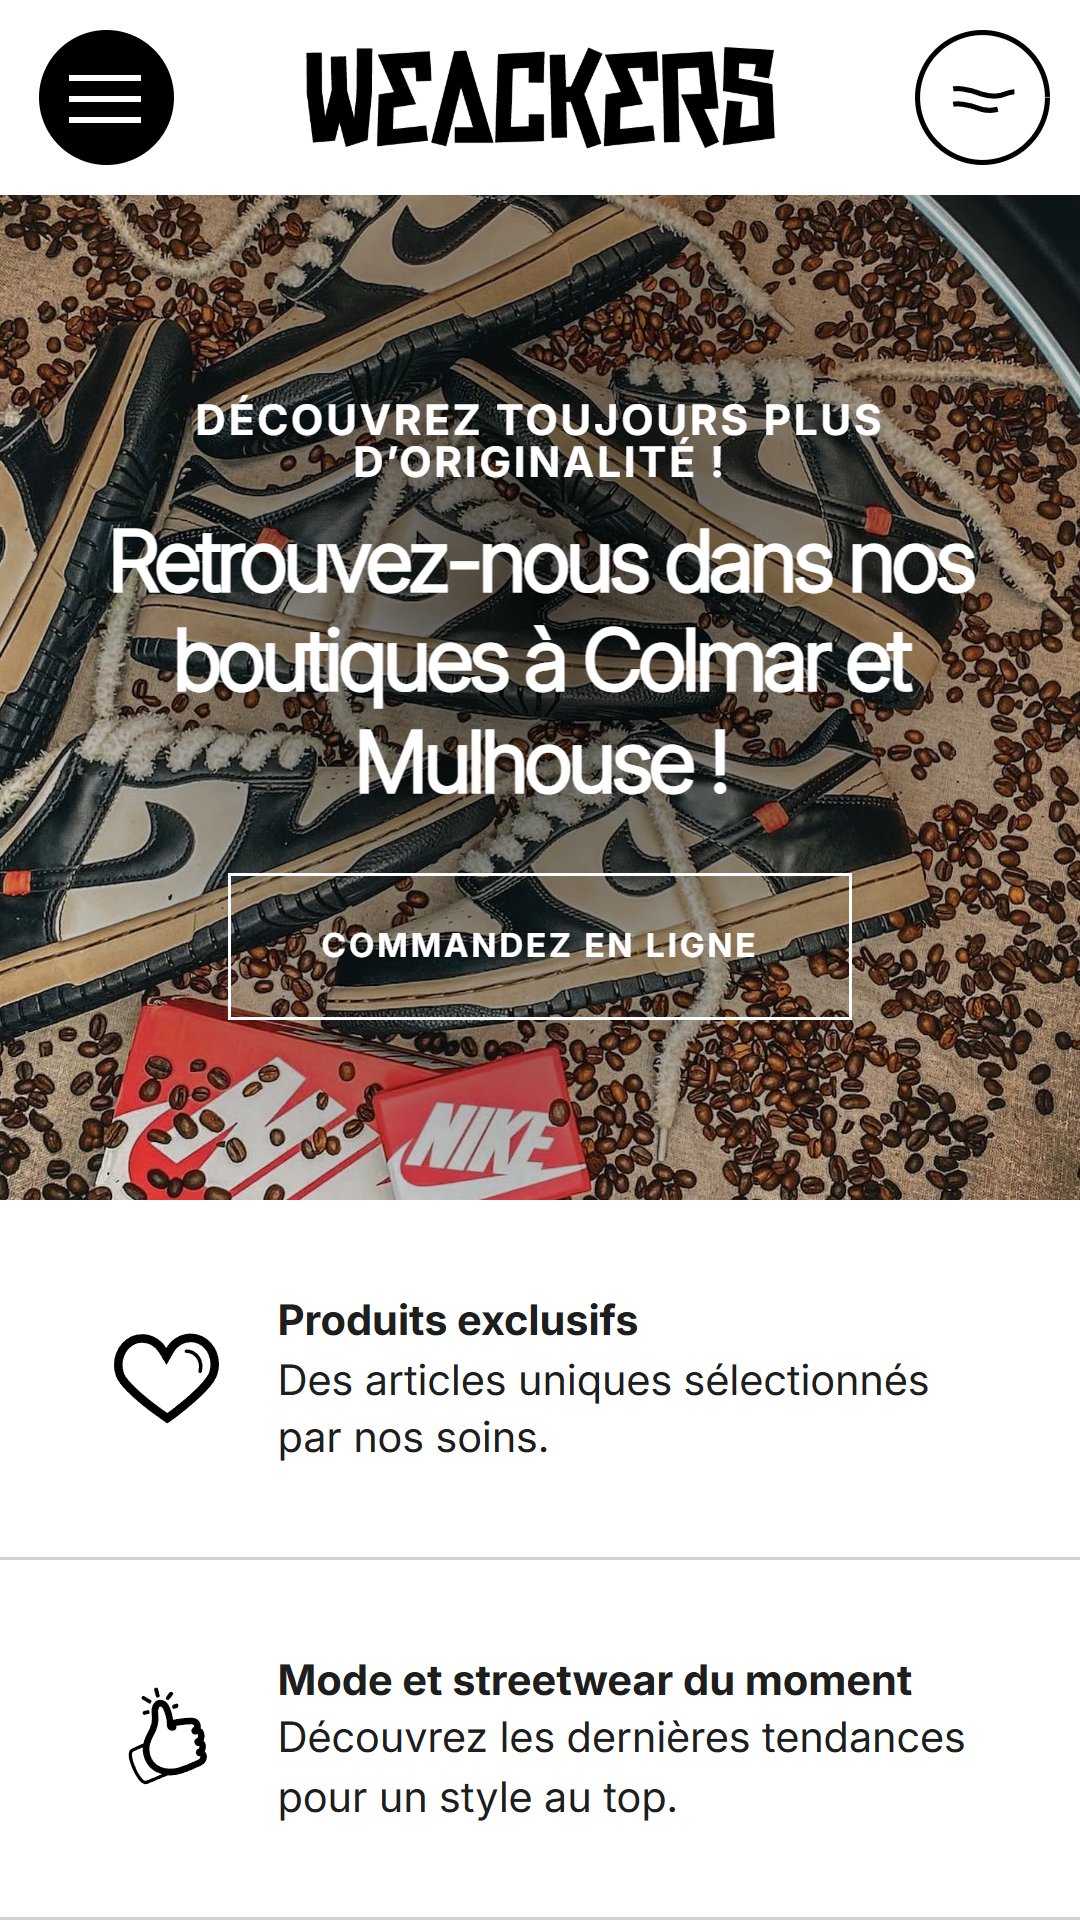 WEACKERS
DÉCOUVREZ TOUJOURS PLUS
D’ORIGINALITÉ !
Retrouvez-nous dans nos
boutiques à Colmar et
Mulhouse !
COMMANDEZ EN LIGNE
NIKE
Produits exclusifs
Des articles uniques sélectionnés
par nos soins.
Mode et streetwear du moment
Découvrez les dernières tendances
pour un style au top.